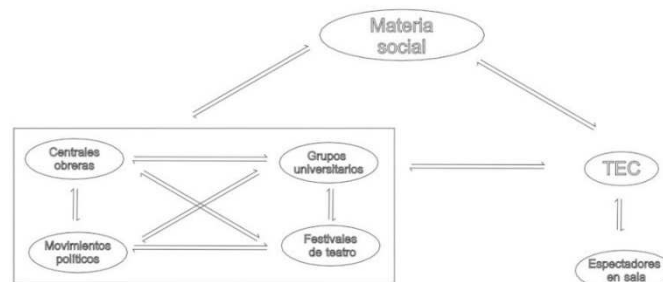 Materia
social
Centrales
obreras
Grupos
universitarios
TEC
Movimientos
políticos
Festivales
de teatro
Espectadores
en sala